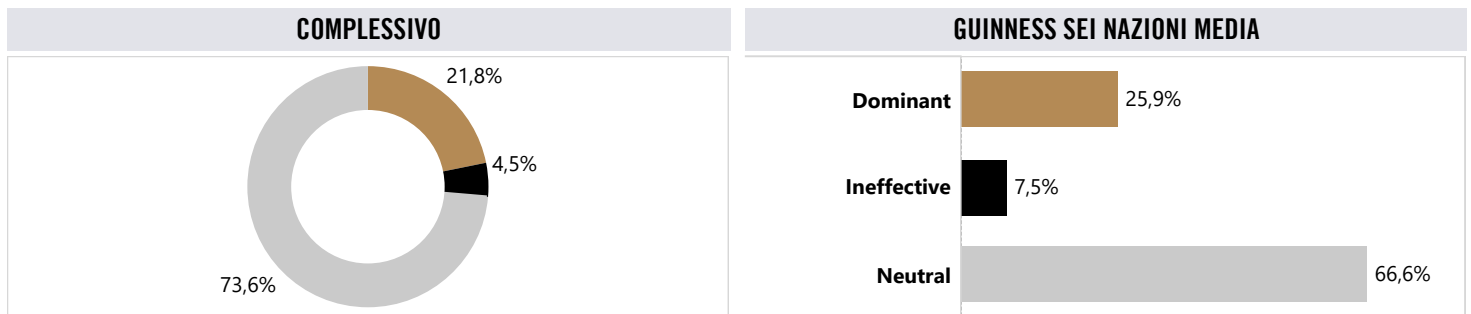 COMPLESSIVO
21,8%
4,5%
73,6%
GUINNESS SEI NAZIONI MEDIA
Dominant 25,9%
Ineffective 7,5%
Neutral 66,6%